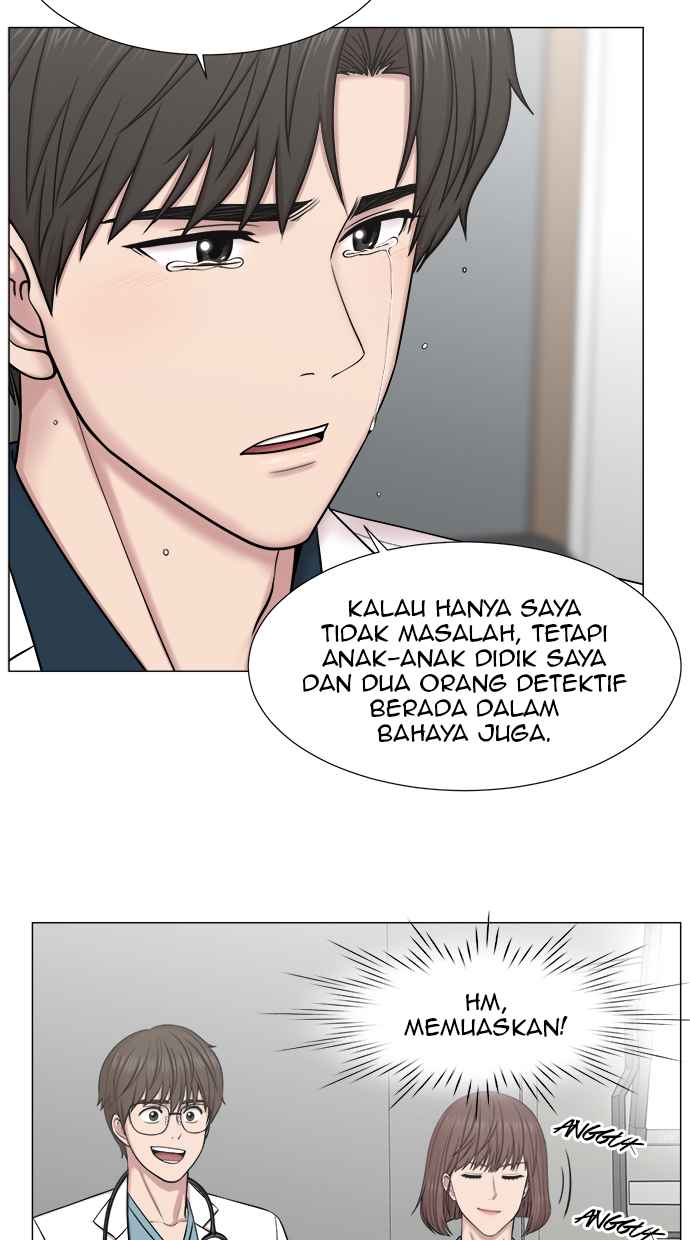 KALAU HANYA SAYA
TIDAK MASALAH, TETAPI
ANAK-ANAK DIDIK SAYA
DAN DUA ORANG DETEKTIF
BERADA DALAM
BAHAYA JUGA.
HM,
MEMUASKAN!
ANGGUK
ANGGUK